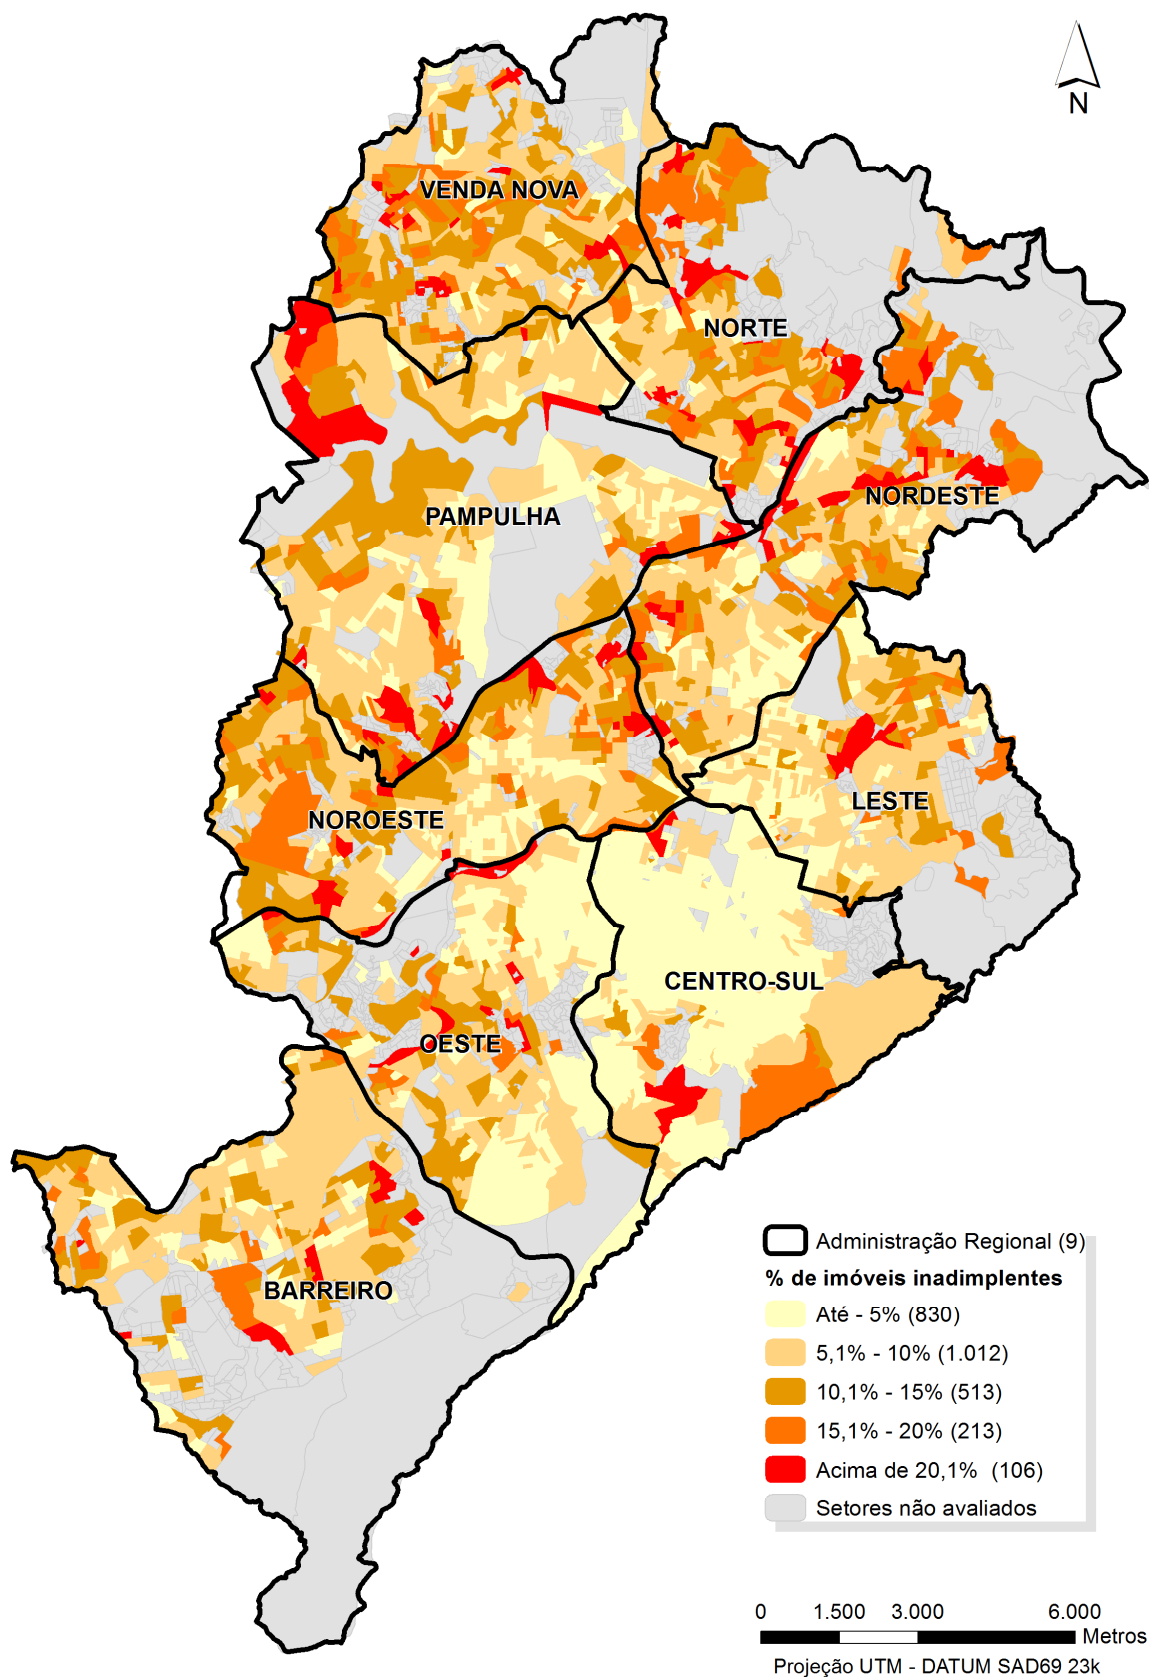 N
VENDA NOVA
NORTE
NORDESTE
PAMPULHA
LESTE
NOROESTE
CENTRO-SUL
OESTE
BARREIRO
Administração Regional (9)
% de imóveis inadimplentes
Até - 5% (830)
5,1% - 10% (1.012)
10,1% - 15% (513)
15,1% - 20% (213)
Acima de 20,1% (106)
Setores não avaliados
0 1.500 3.000 6.000
Metros
Projeção UTM - DATUM SAD69 23k